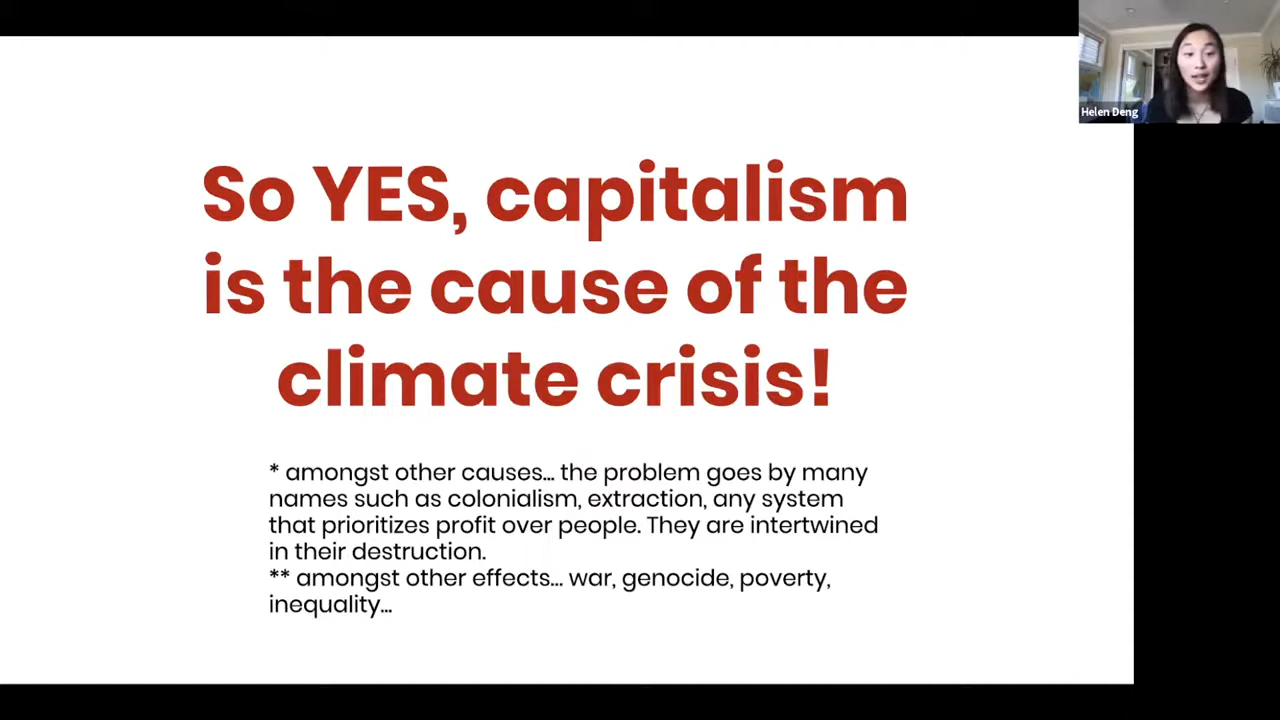 So YES, capitalism
is the cause of the
climate crisis!
* amongst other causes... the problem goes by many
names such as colonialism, extraction, any system
that prioritizes profit over people. They are intertwined
in their destruction.
** amongst other effects... war, genocide, poverty,
inequality...
Helen Deng